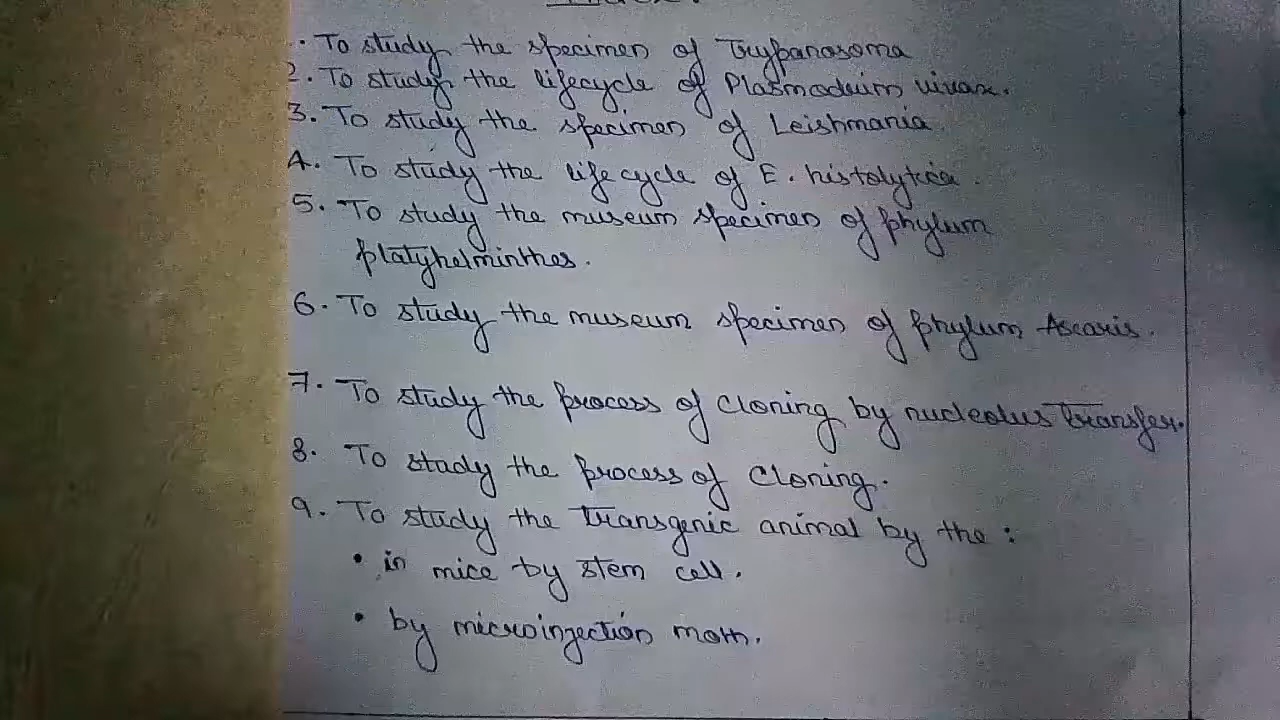 . To study the specimen of Trypanosoma
2. To study the lifecycle of Plasmodium vivax.
3. To study the specimen of Leishmania
4. To study the life cycle of E. histolytica.
5. To study the museum specimen of phylum
platyhelminthes.
6. To study the museum specimen of phylum Ascaris.
7. To study the process of cloning by nucleolus transfer.
8. To study the process of Cloning.
9. To study the transgenic animal by the :
• in mice by stem cell.
• by microinjection moth.